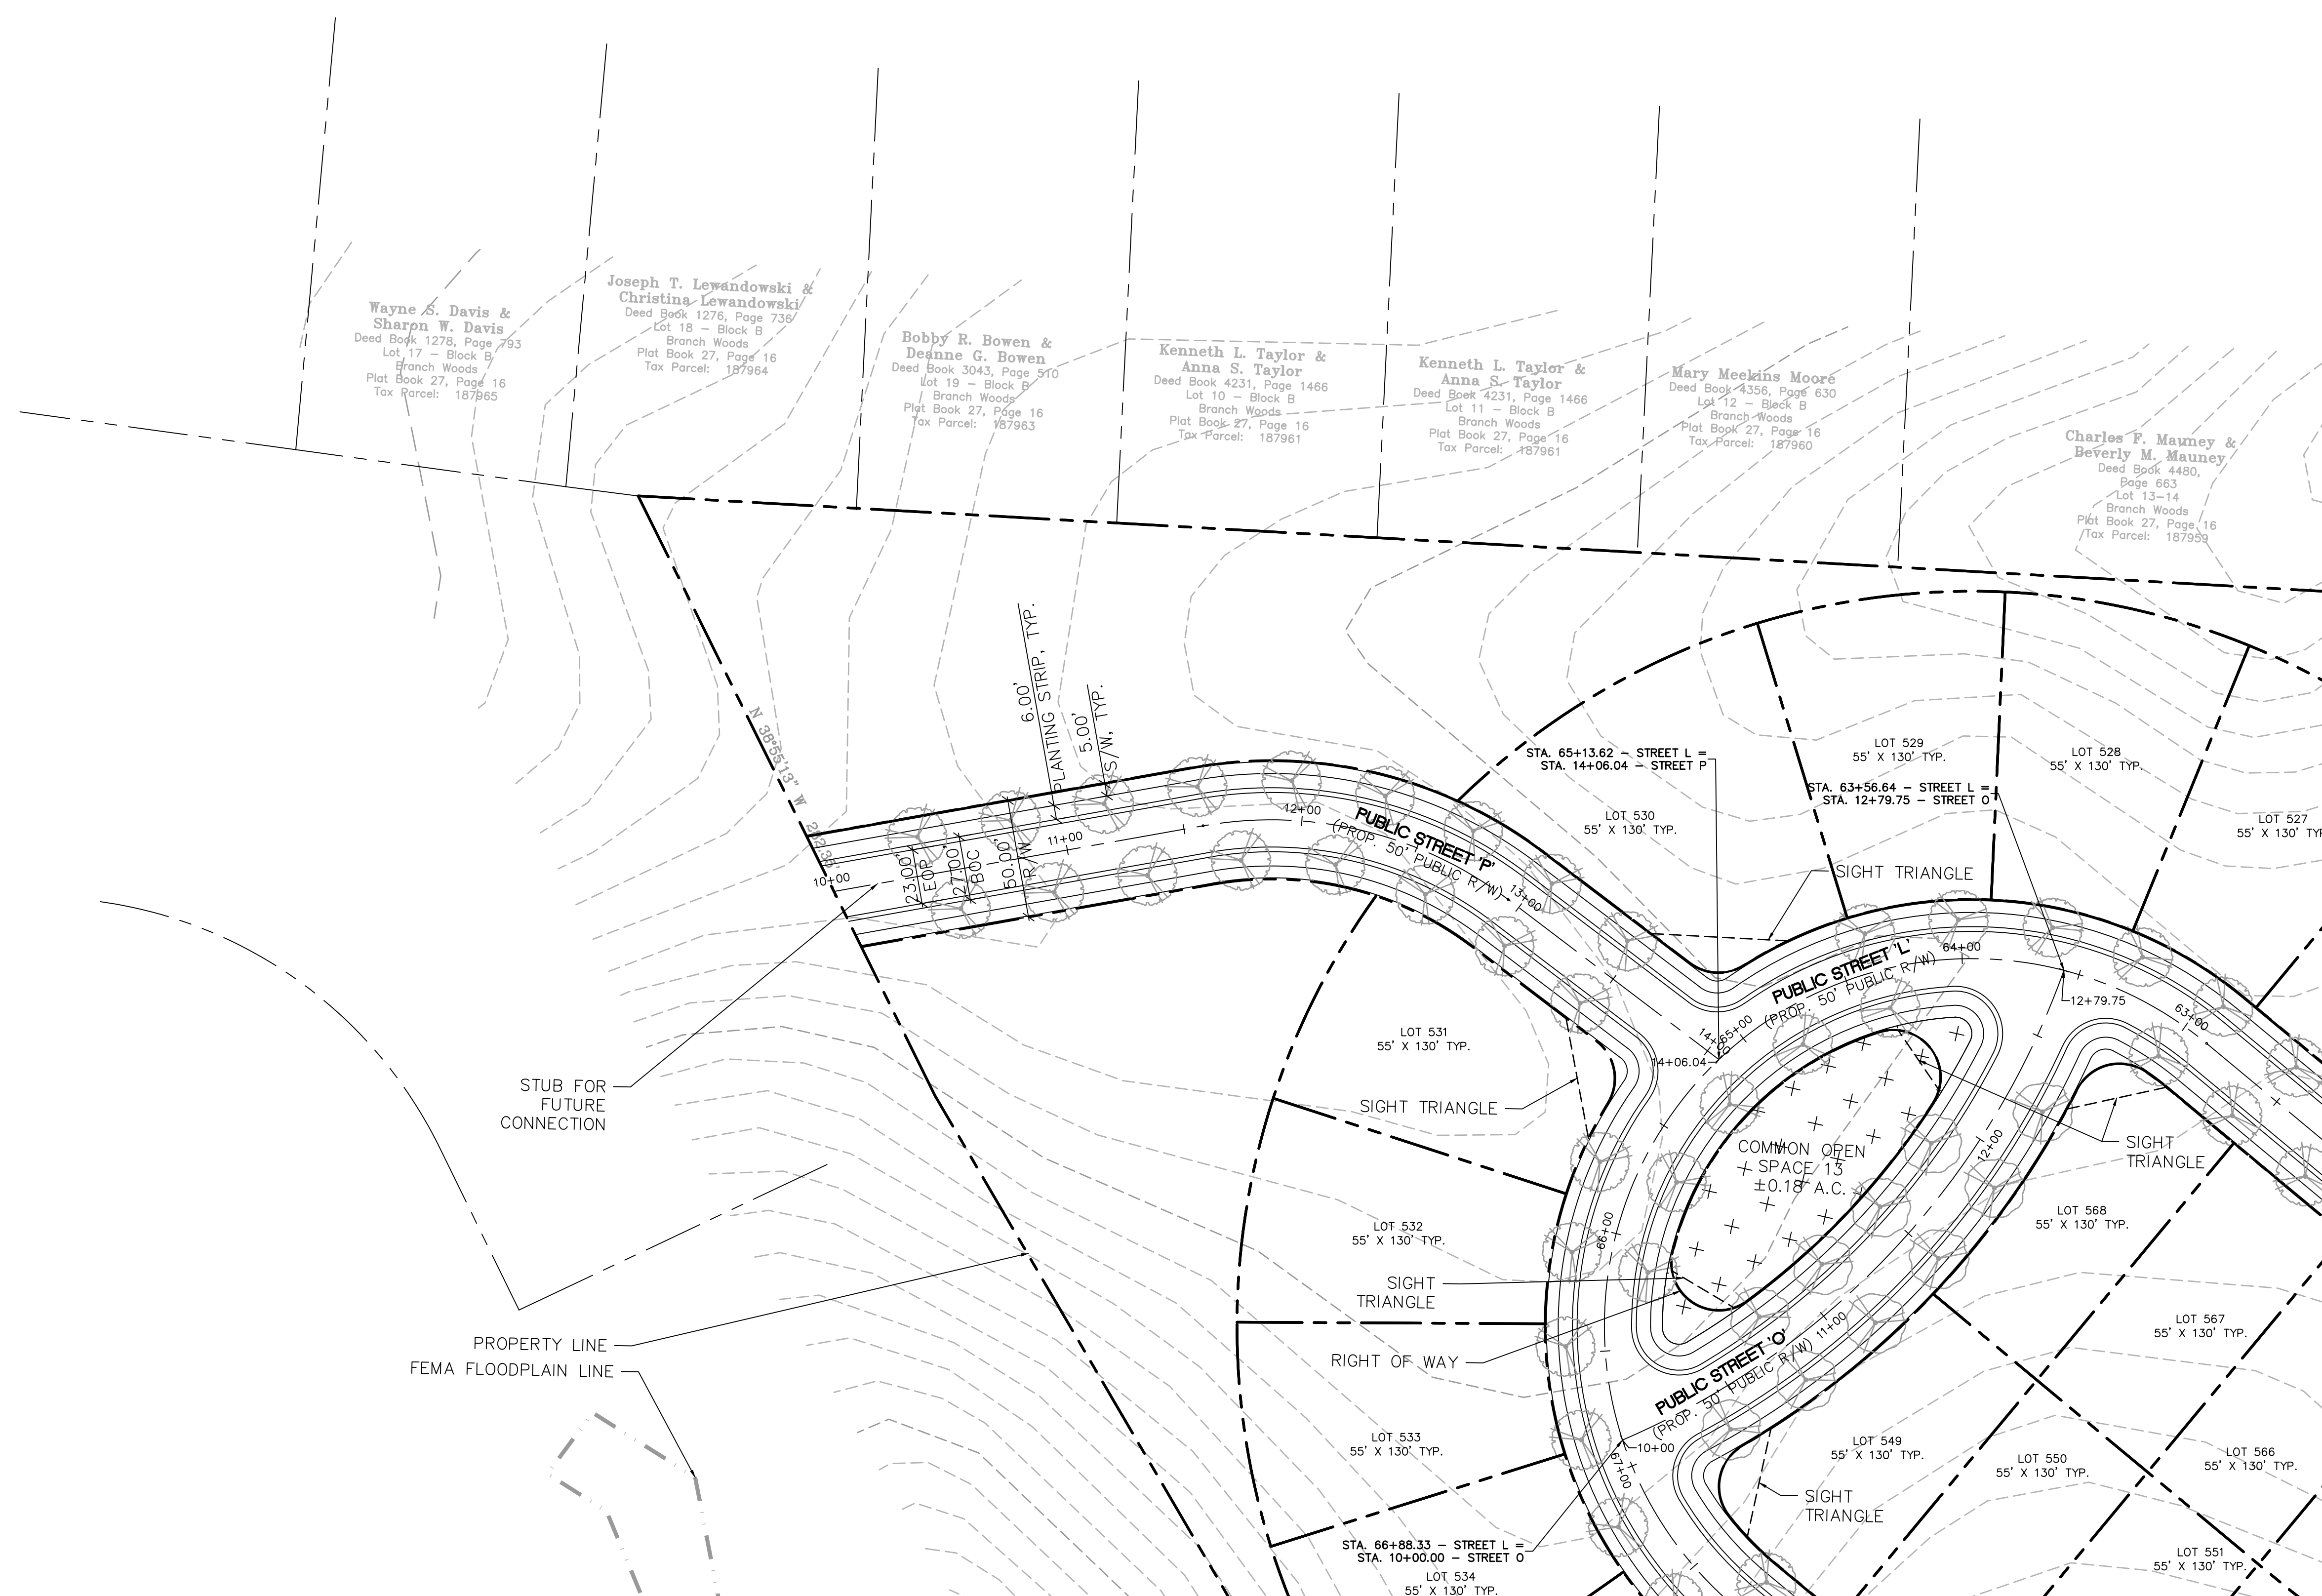 Wayne S. Davis &
Sharon W. Davis
Deed Book 1278, Page 793
Lot 17 – Block B
Branch Woods
Plat Book 27, Page 16
Tax Parcel: 187965
Joseph T. Lewandowski &
Christina Lewandowski
Deed Book 1276, Page 736
Lot 18 – Block B
Branch Woods
Plat Book 27, Page 16
Tax Parcel: 187964
Bobby R. Bowen &
Deanne G. Bowen
Deed Book 3043, Page 510
Lot 19 – Block B
Branch Woods
Plat Book 27, Page 16
Tax Parcel: 187963
Kenneth L. Taylor &
Anna S. Taylor
Deed Book 4231, Page 1466
Lot 10 – Block B
Branch Woods
Plat Book 27, Page 16
Tax Parcel: 187961
Kenneth L. Taylor &
Anna S. Taylor
Deed Book 4231, Page 1466
Lot 11 – Block B
Branch Woods
Plat Book 27, Page 16
Tax Parcel: 187961
Mary Meekins Moore
Deed Book 4356, Page 630
Lot 12 – Block B
Branch Woods
Plat Book 27, Page 16
Tax Parcel: 187960
Charles F. Mauney &
Beverly M. Mauney
Deed Book 4480,
Page 663
Lot 13-14
Branch Woods
Plat Book 27, Page 16
Tax Parcel: 187959
N 38°55'13" W
6.00'
PLANTING STRIP, TYP.
5.00'
S/W, TYP.
23.00'
EOP
27.00'
BOC
50.00'
R/W
10+00
11+00
12+00
13+00
PUBLIC STREET 'P'
(PROP. 50' PUBLIC R/W)
STA. 65+13.62 – STREET L =
STA. 14+06.04 – STREET P
LOT 530
55' X 130' TYP.
LOT 529
55' X 130' TYP.
LOT 528
55' X 130' TYP.
STA. 63+56.64 – STREET L =
STA. 12+79.75 – STREET O
LOT 527
55' X 130' TYP
SIGHT TRIANGLE
PUBLIC STREET 'L'
(PROP. 50' PUBLIC R/W)
64+00
12+79.75
63+00
65+00
14+06.04
LOT 531
55' X 130' TYP.
SIGHT TRIANGLE
STUB FOR
FUTURE
CONNECTION
COMMON OPEN
SPACE 13
±0.18 A.C.
12+00
SIGHT
TRIANGLE
LOT 568
55' X 130' TYP.
LOT 532
55' X 130' TYP.
66+00
SIGHT
TRIANGLE
RIGHT OF WAY
PROPERTY LINE
FEMA FLOODPLAIN LINE
11+00
PUBLIC STREET 'O'
(PROP. 50' PUBLIC R/W)
LOT 567
55' X 130' TYP.
LOT 533
55' X 130' TYP.
10+00
67+00
LOT 549
55' X 130' TYP.
LOT 550
55' X 130' TYP.
LOT 566
55' X 130' TYP.
SIGHT
TRIANGLE
STA. 66+88.33 – STREET L =
STA. 10+00.00 – STREET O
LOT 551
55' X 130' TYP.
LOT 534
55' X 130' TYP.